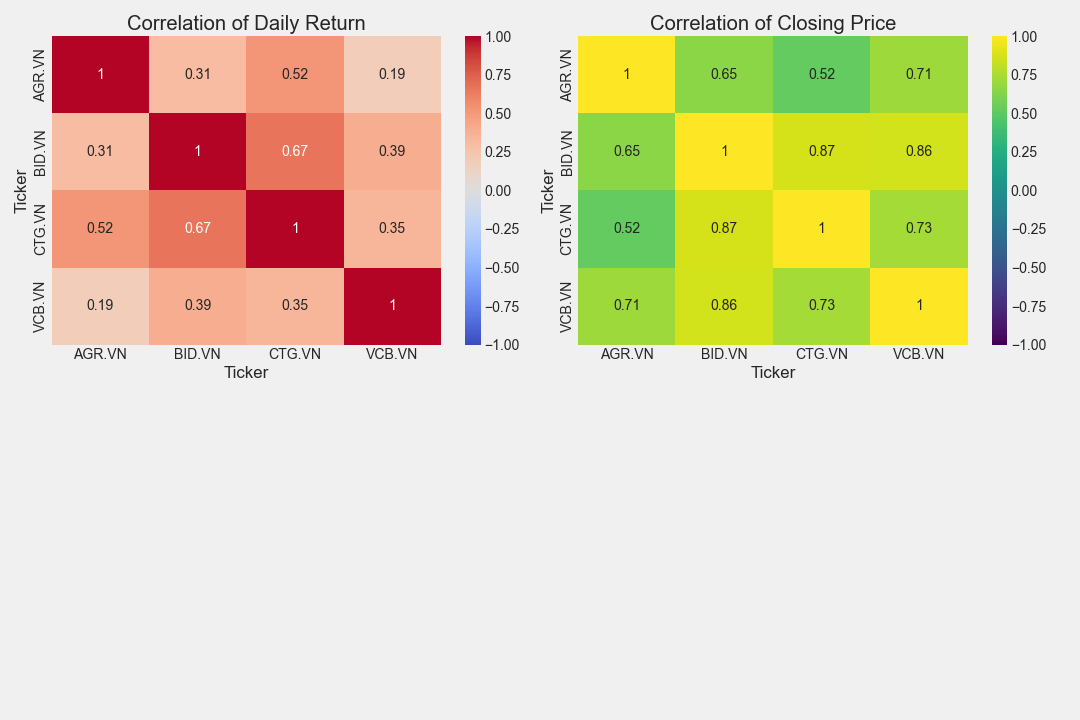 Correlation of Daily Return
Ticker
AGR.VN
BID.VN
CTG.VN
VCB.VN
1 0.31 0.52 0.19
0.31 1 0.67 0.39
0.52 0.67 1 0.35
0.19 0.39 0.35 1
AGR.VN BID.VN CTG.VN VCB.VN
Ticker
1.00
0.75
0.50
0.25
0.00
−0.25
−0.50
−0.75
−1.00
Correlation of Closing Price
Ticker
AGR.VN
BID.VN
CTG.VN
VCB.VN
1 0.65 0.52 0.71
0.65 1 0.87 0.86
0.52 0.87 1 0.73
0.71 0.86 0.73 1
AGR.VN BID.VN CTG.VN VCB.VN
Ticker
1.00
0.75
0.50
0.25
0.00
−0.25
−0.50
−0.75
−1.00